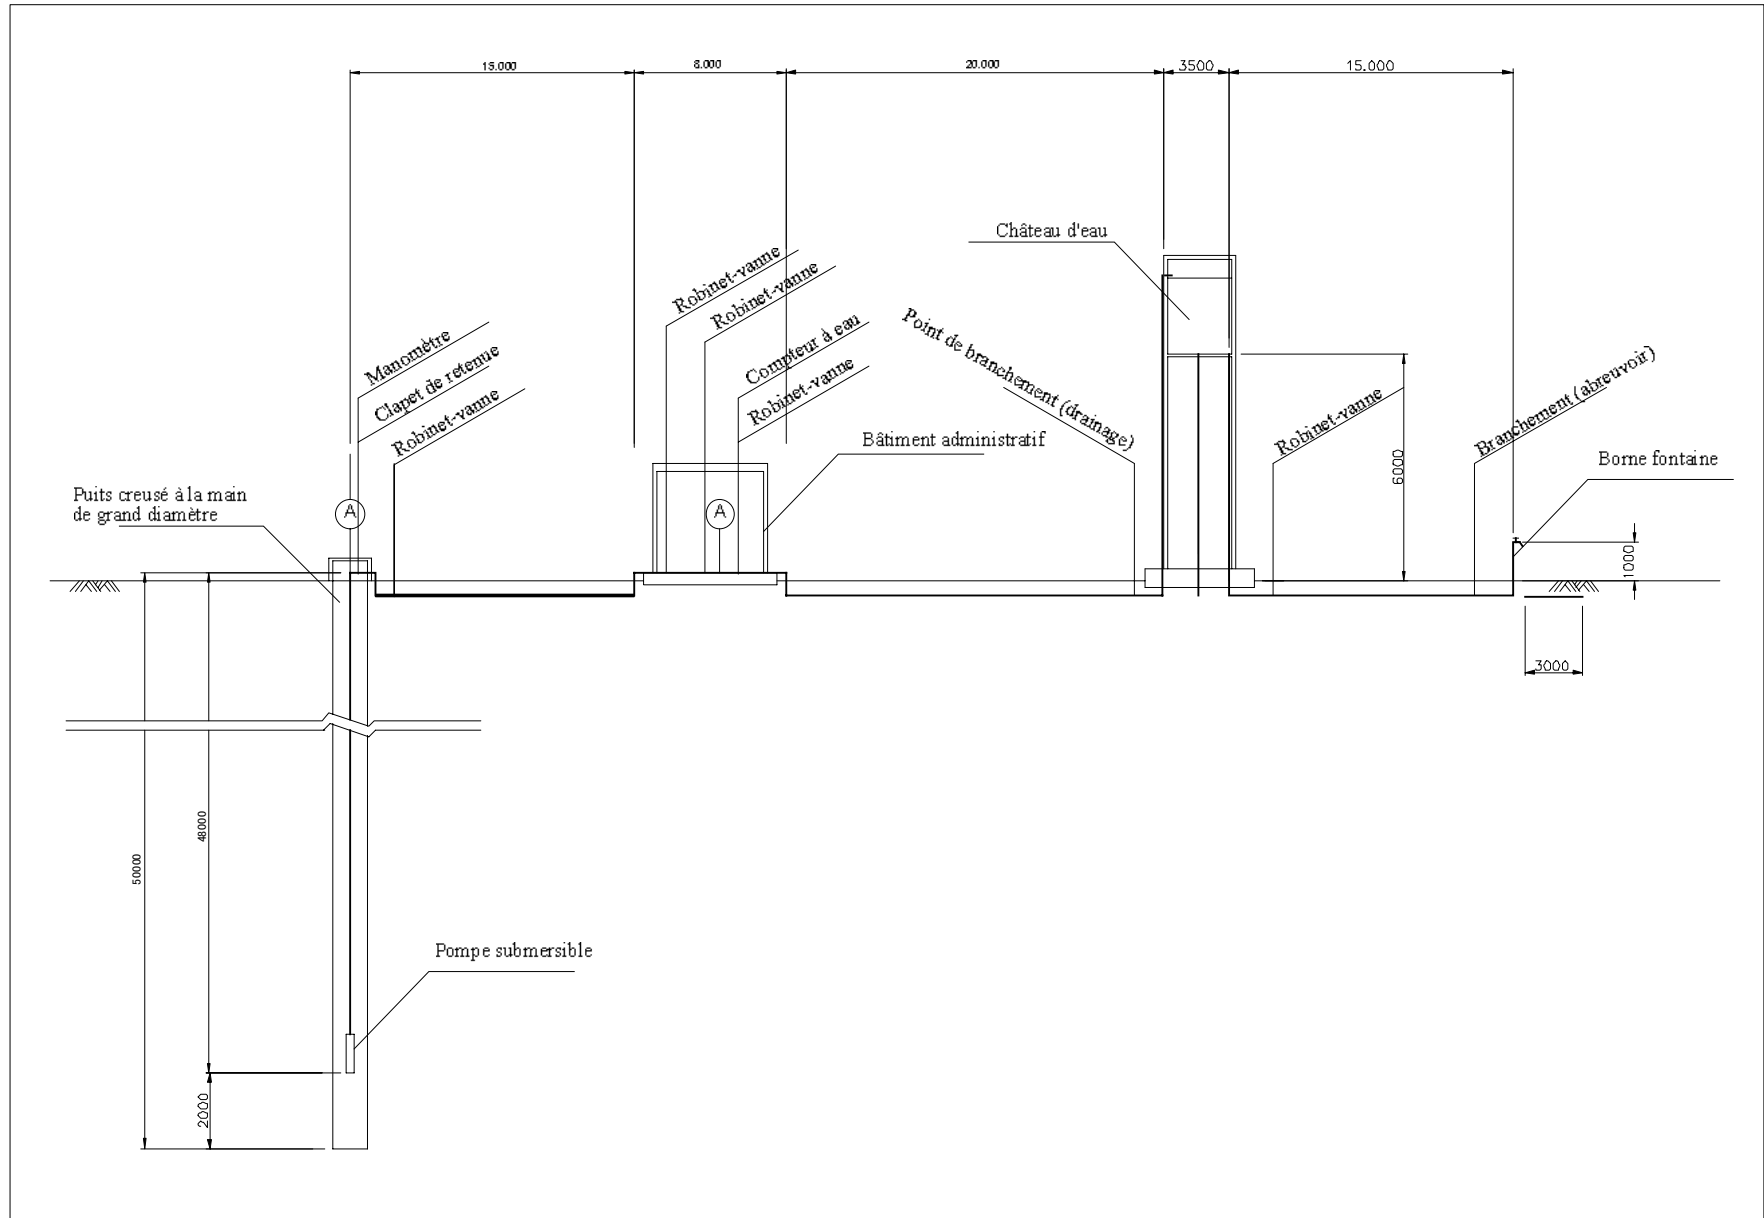 15.000
8.000
20.000
3500
15.000
Château d'eau
Robinet-vanne
Robinet-vanne
Manomètre
Clapet de retenue
Robinet-vanne
Compteur à eau
Robinet-vanne
Point de branchement (drainage)
Robinet-vanne
Branchement (abreuvoir)
Bâtiment administratif
Borne fontaine
6000
Puits creusé à la main
de grand diamètre
A
A
1000
3000
48000
50000
Pompe submersible
2000